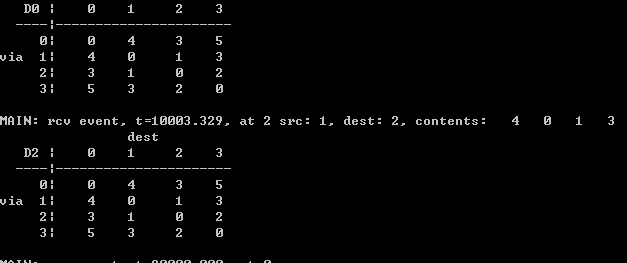 D0 ¦ 0 1 2 3
----¦-----------------------
0¦ 0 4 3 5
via 1¦ 4 0 1 3
2¦ 3 1 0 2
3¦ 5 3 2 0
MAIN: rcv event, t=10003.329, at 2 src: 1, dest: 2, contents: 4 0 1 3
dest
D2 ¦ 0 1 2 3
----¦-----------------------
0¦ 0 4 3 5
via 1¦ 4 0 1 3
2¦ 3 1 0 2
3¦ 5 3 2 0